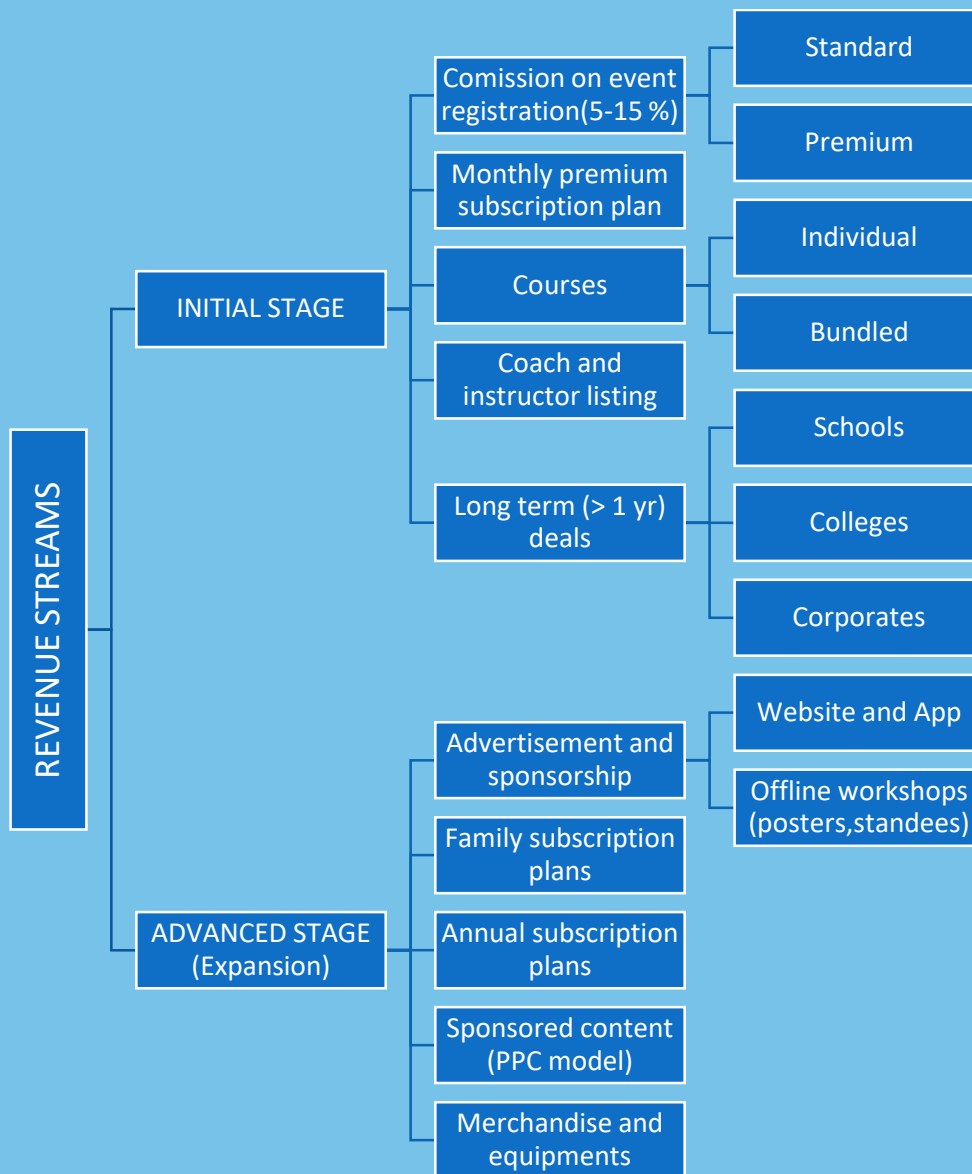 REVENUE STREAMS
INITIAL STAGE
Comission on event
registration(5-15 %)
Standard
Premium
Monthly premium
subscription plan
Courses
Individual
Bundled
Coach and
instructor listing
Long term (> 1 yr)
deals
Schools
Colleges
Corporates
ADVANCED STAGE
(Expansion)
Advertisement and
sponsorship
Website and App
Offline workshops
(posters,standees)
Family subscription
plans
Annual subscription
plans
Sponsored content
(PPC model)
Merchandise and
equipments